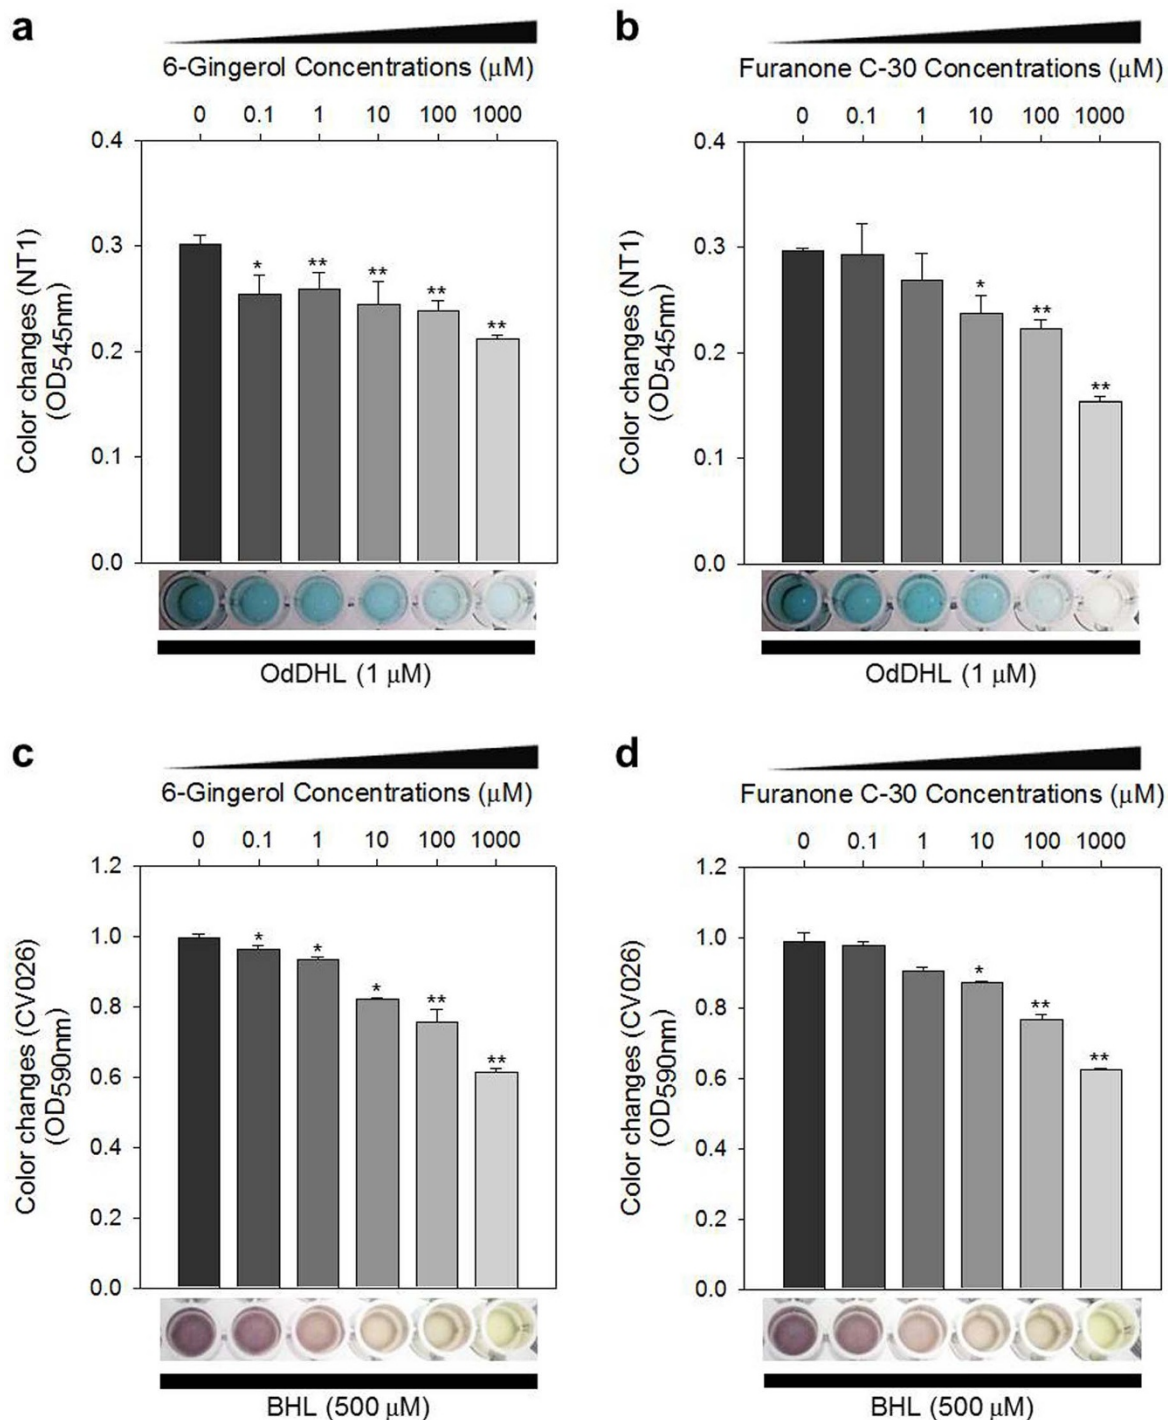 a
6-Gingerol Concentrations (μM)
0 0.1 1 10 100 1000
0.4
0.3
0.2
0.1
0.0
Color changes (NT1)
(OD545nm)
* ** ** ** **
OdDHL (1 μM)
b
Furanone C-30 Concentrations (μM)
0 0.1 1 10 100 1000
0.4
0.3
0.2
0.1
0.0
Color changes (NT1)
(OD545nm)
* ** **
OdDHL (1 μM)
c
6-Gingerol Concentrations (μM)
0 0.1 1 10 100 1000
1.2
1.0
0.8
0.6
0.4
0.2
0.0
Color changes (CV026)
(OD590nm)
* * * ** **
BHL (500 μM)
d
Furanone C-30 Concentrations (μM)
0 0.1 1 10 100 1000
1.2
1.0
0.8
0.6
0.4
0.2
0.0
Color changes (CV026)
(OD590nm)
* ** **
BHL (500 μM)